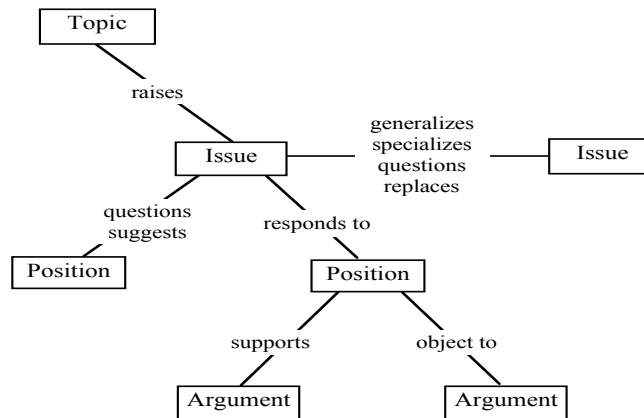 Topic
raises
generalizes
specializes
questions
replaces
Issue
Issue
questions
suggests
responds to
Position
Position
supports
object to
Argument
Argument